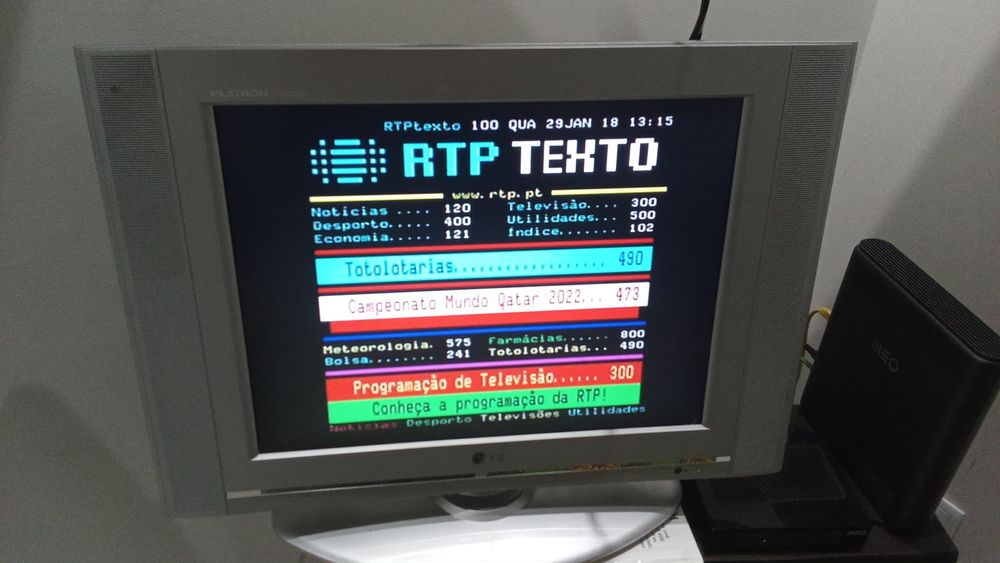 FLATRON
RTPtexto 100 QUA 29JAN 18 13:15
RTP TEXTO
www.rtp.pt
Notícias .... 120 Televisão... 300
Desporto..... 400 Utilidades... 500
Economia..... 121 Índice....... 102
Totolotarias................... 490
Campeonato Mundo Qatar 2022... 473
Meteorologia. 575 Farmácias...... 800
Bolsa........ 241 Totolotarias... 490
Programação de Televisão...... 300
Conheça a programação da RTP!
Notícias Desporto Televisões Utilidades
LG
MEO
MEO